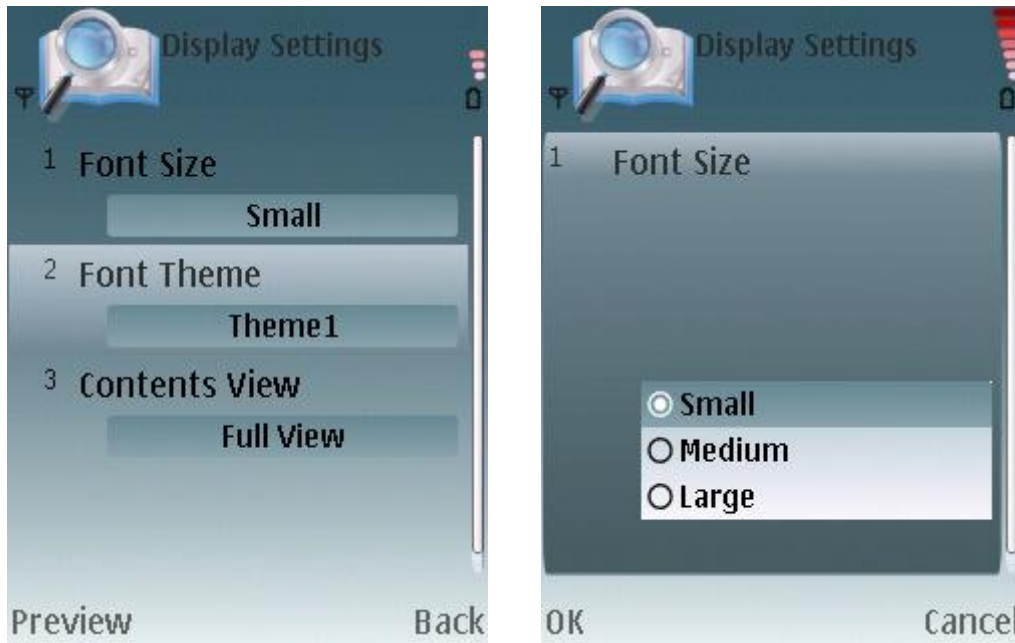 Display Settings
1 Font Size
Small
2 Font Theme
Theme1
3 Contents View
Full View
Preview Back
Display Settings
1 Font Size
Small
Medium
Large
OK Cancel